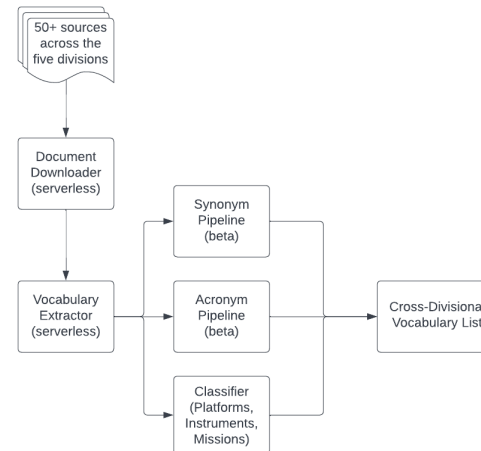 50+ sources
across the
five divisions
Document
Downloader
(serverless)
Vocabulary
Extractor
(serverless)
Synonym
Pipeline
(beta)
Acronym
Pipeline
(beta)
Classifier
(Platforms,
Instruments,
Missions)
Cross-Divisiona
Vocabulary List